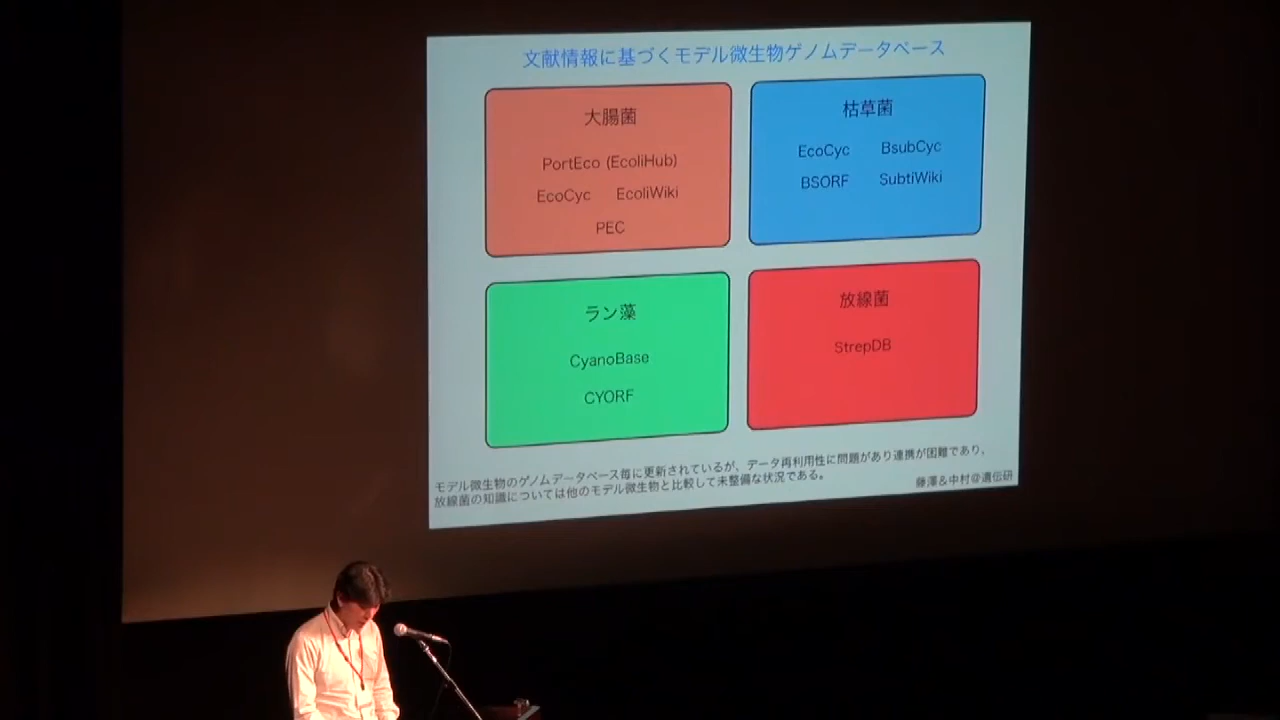 文献情報に基づくモデル微生物ゲノムデータベース
大腸菌
PortEco (EcoliHub)
EcoCyc EcoliWiki
PEC
枯草菌
EcoCyc BsubCyc
BSORF SubtiWiki
ラン藻
CyanoBase
CYORF
放線菌
StrepDB
モデル微生物のゲノムデータベース毎に更新されているが、データ再利用性に問題があり連携が困難であり、
放線菌の知識については他のモデル微生物と比較して未整備な状況である。
藤澤&中村@遺伝研